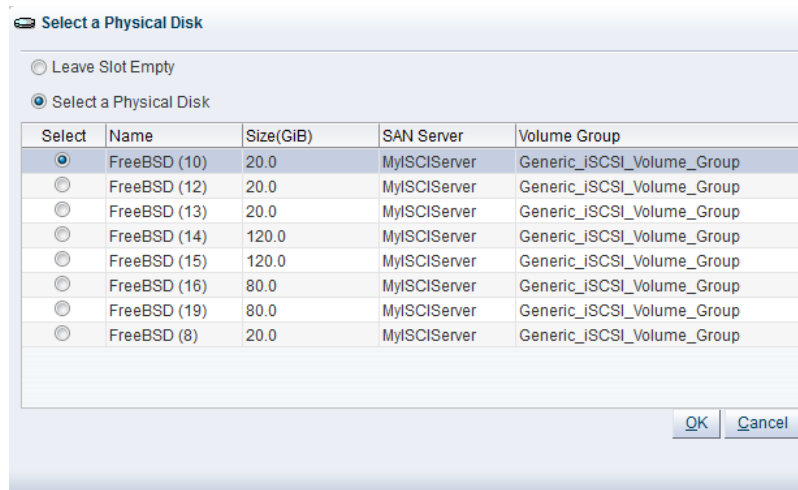 Select a Physical Disk
Leave Slot Empty
Select a Physical Disk
Select Name Size(GiB) SAN Server Volume Group
FreeBSD (10) 20.0 MyISCIServer Generic_iSCSI_Volume_Group
FreeBSD (12) 20.0 MyISCIServer Generic_iSCSI_Volume_Group
FreeBSD (13) 20.0 MyISCIServer Generic_iSCSI_Volume_Group
FreeBSD (14) 120.0 MyISCIServer Generic_iSCSI_Volume_Group
FreeBSD (15) 120.0 MyISCIServer Generic_iSCSI_Volume_Group
FreeBSD (16) 80.0 MyISCIServer Generic_iSCSI_Volume_Group
FreeBSD (19) 80.0 MyISCIServer Generic_iSCSI_Volume_Group
FreeBSD (8) 20.0 MyISCIServer Generic_iSCSI_Volume_Group
OK Cancel